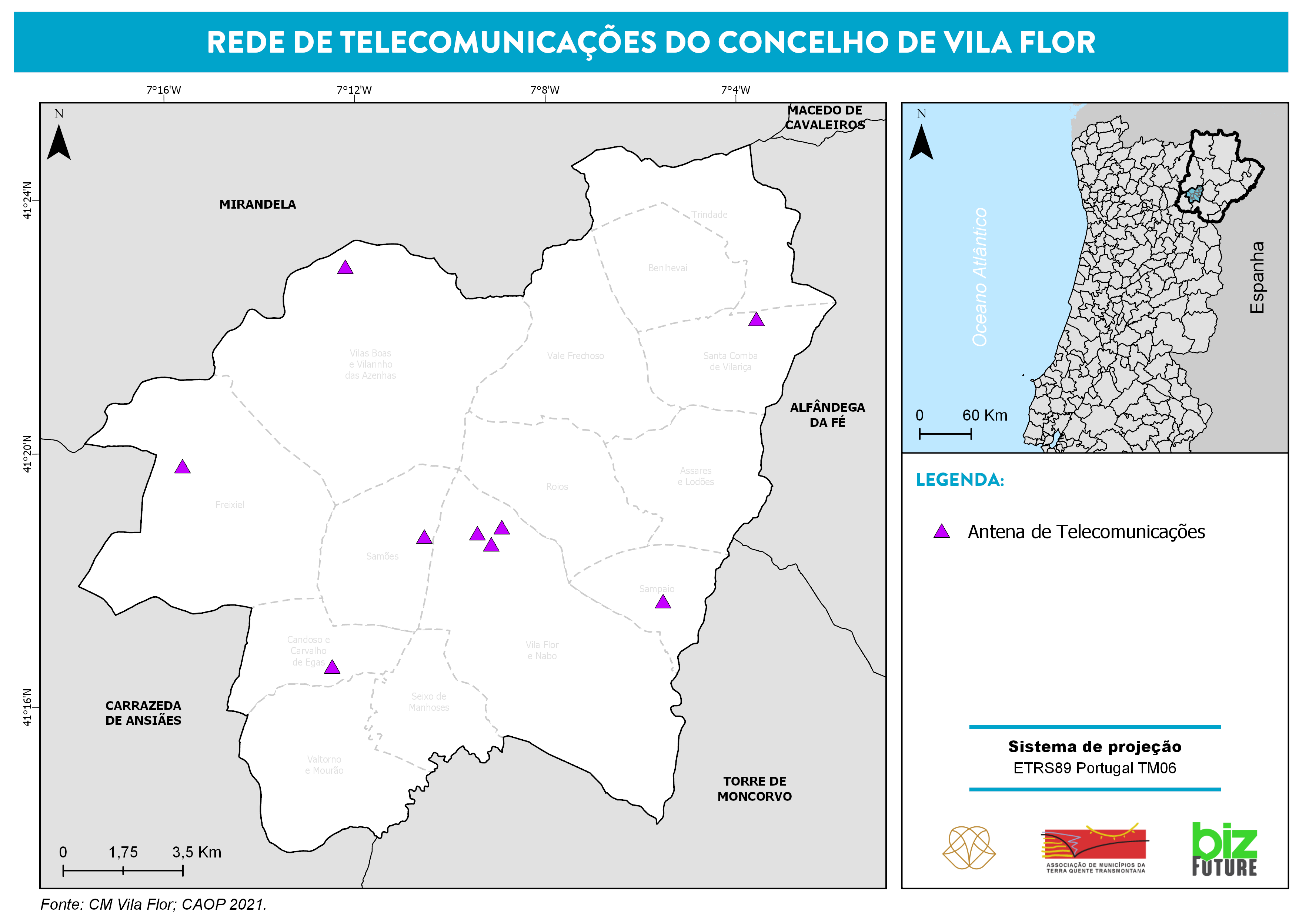 REDE DE TELECOMUNICAÇÕES DO CONCELHO DE VILA FLOR
7°16'W
7°12'W
7°8'W
7°4'W
41°24'N
41°20'N
41°16'N
N
MACEDO DE
CAVALEIROS
MIRANDELA
Trindade
Benlhevai
Vilas Boas
e Vilarinho
das Azenhas
Vale Frechoso
Santa Comba
de Vilariça
ALFÂNDEGA
DA FÉ
Freixiel
Roios
Assares
e Lodões
Samões
Sampaio
Candoso e
Carvalho
de Egas
Vila Flor
e Nabo
Seixo de
Manhoses
CARRAZEDA
DE ANSIÃES
Valtorno
e Mourão
TORRE DE
MONCORVO
0 1,75 3,5 Km
Fonte: CM Vila Flor; CAOP 2021.
N
Oceano Atlântico
Espanha
0 60 Km
LEGENDA:
Antena de Telecomunicações
Sistema de projeção
ETRS89 Portugal TM06
ASSOCIAÇÃO DE MUNICÍPIOS DA
TERRA QUENTE TRANSMONTANA
biz
FUTURE